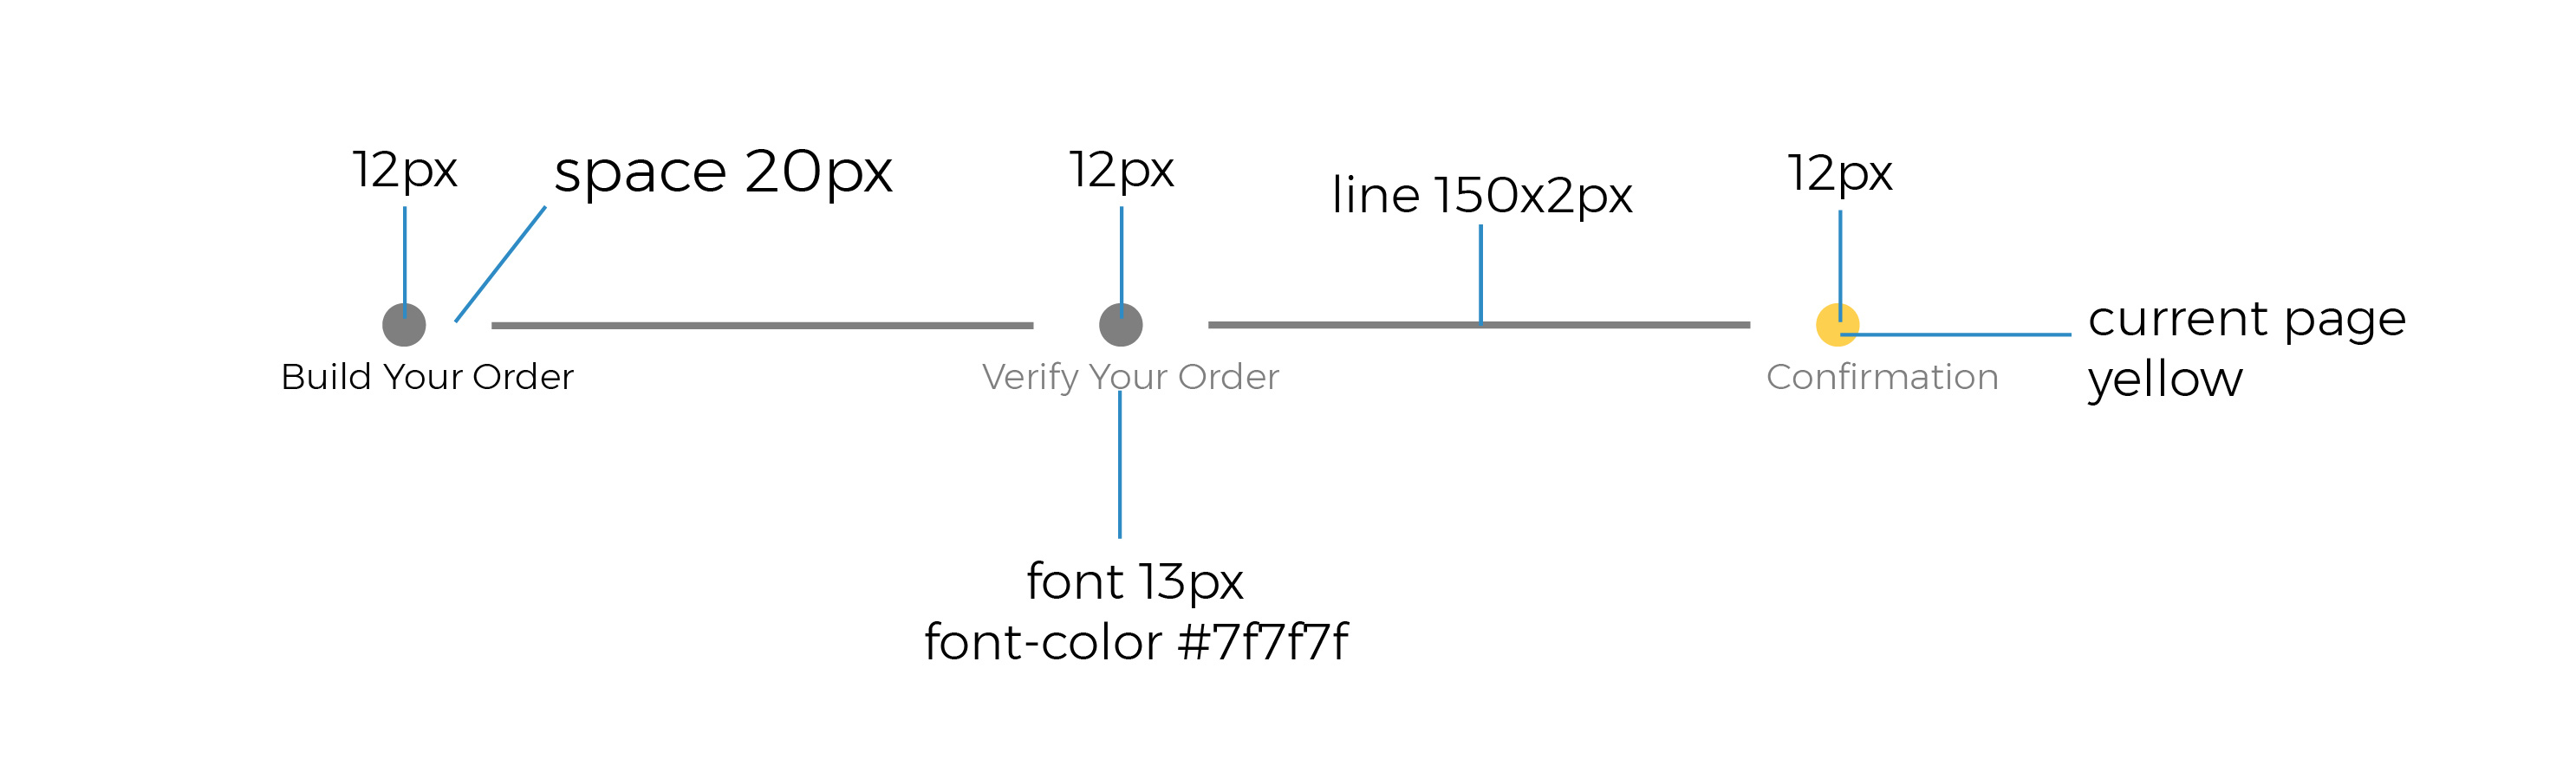 12px
space 20px
12px
line 150x2px
12px
current page
yellow
Build Your Order
Verify Your Order
Confirmation
font 13px
font-color #7f7f7f